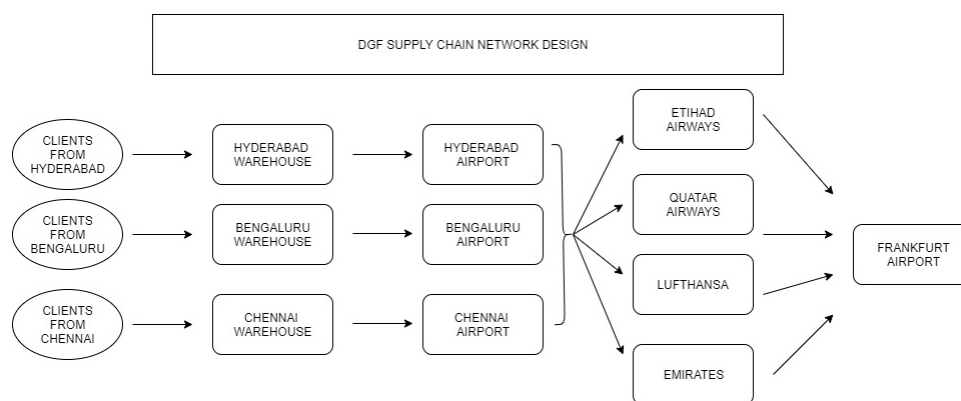 DGF SUPPLY CHAIN NETWORK DESIGN
CLIENTS
FROM
HYDERABAD
HYDERABAD
WAREHOUSE
HYDERABAD
AIRPORT
CLIENTS
FROM
BENGALURU
BENGALURU
WAREHOUSE
BENGALURU
AIRPORT
CLIENTS
FROM
CHENNAI
CHENNAI
WAREHOUSE
CHENNAI
AIRPORT
ETIHAD
AIRWAYS
QUATAR
AIRWAYS
LUFTHANSA
EMIRATES
FRANKFURT
AIRPORT